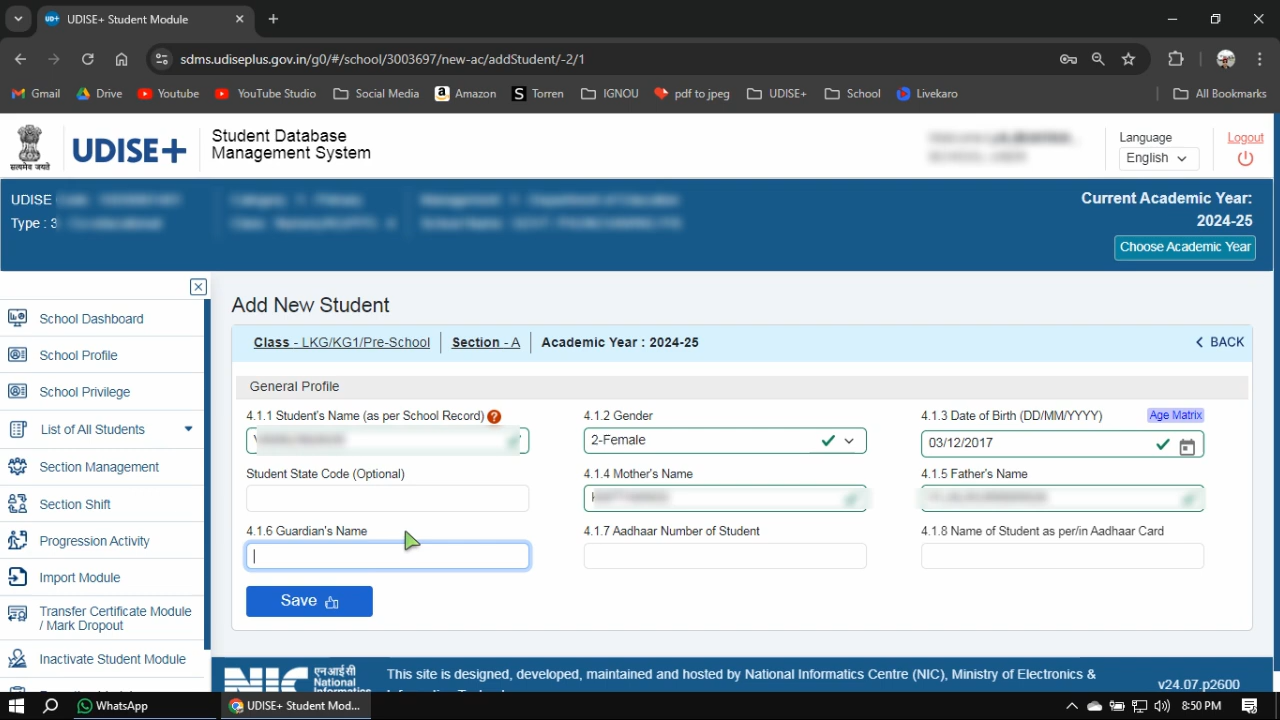 UDISE+ Student Module
sdms.udiseplus.gov.in/g0/#/school/3003697/new-ac/addStudent/-2/1
Gmail Drive Youtube YouTube Studio Social Media Amazon Torren IGNOU pdf to jpeg UDISE+ School Livekaro All Bookmarks
सत्यमेव जयते
UDISE+
Student Database
Management System
Language
English
Logout
UDISE
Type : 3
Current Academic Year:
2024-25
Choose Academic Year
School Dashboard
School Profile
School Privilege
List of All Students
Section Management
Section Shift
Progression Activity
Import Module
Transfer Certificate Module
/ Mark Dropout
Inactivate Student Module
Add New Student
Class - LKG/KG1/Pre-School Section - A Academic Year : 2024-25 BACK
General Profile
4.1.1 Student's Name (as per School Record) 4.1.2 Gender 4.1.3 Date of Birth (DD/MM/YYYY) Age Matrix
2-Female 03/12/2017
Student State Code (Optional) 4.1.4 Mother's Name 4.1.5 Father's Name
4.1.6 Guardian's Name 4.1.7 Aadhaar Number of Student 4.1.8 Name of Student as per/in Aadhaar Card
Save
NIC एनआईसी
National
Informatics
This site is designed, developed, maintained and hosted by National Informatics Centre (NIC), Ministry of Electronics &
v24.07.p2600
WhatsApp UDISE+ Student Mod... 8:50 PM